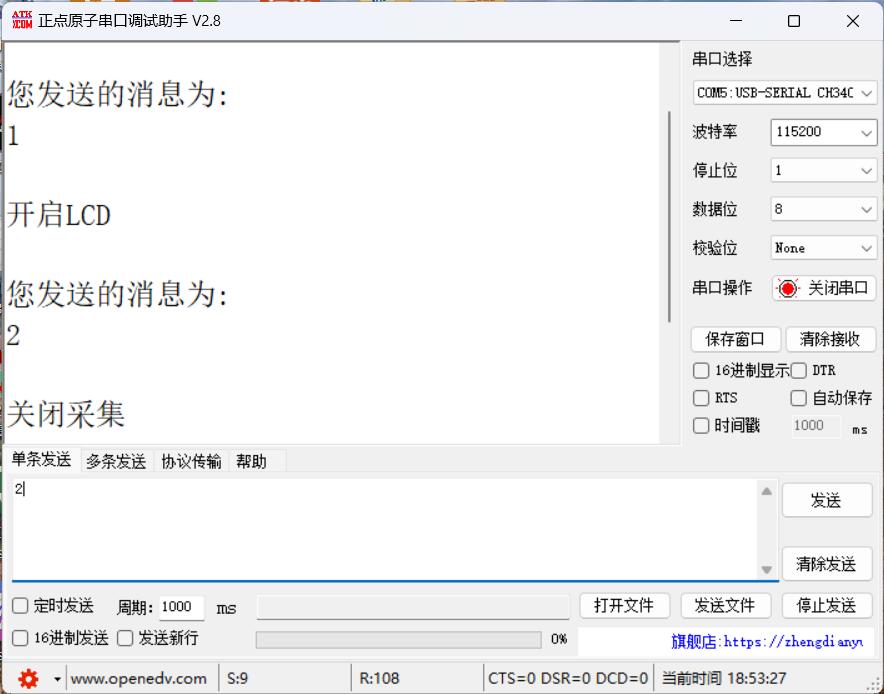 ATK XCOM 正点原子串口调试助手 V2.8
您发送的消息为:
1
开启LCD
您发送的消息为:
2
关闭采集
串口选择
COM5:USB-SERIAL CH340
波特率 115200
停止位 1
数据位 8
校验位 None
串口操作 关闭串口
保存窗口 清除接收
16进制显示 DTR
RTS 自动保存
时间戳 1000 ms
单条发送 多条发送 协议传输 帮助
2
发送
清除发送
定时发送 周期: 1000 ms 打开文件 发送文件 停止发送
16进制发送 发送新行 0% 旗舰店:https://zhengdianyu
www.openedv.com S:9 R:108 CTS=0 DSR=0 DCD=0 当前时间 18:53:27